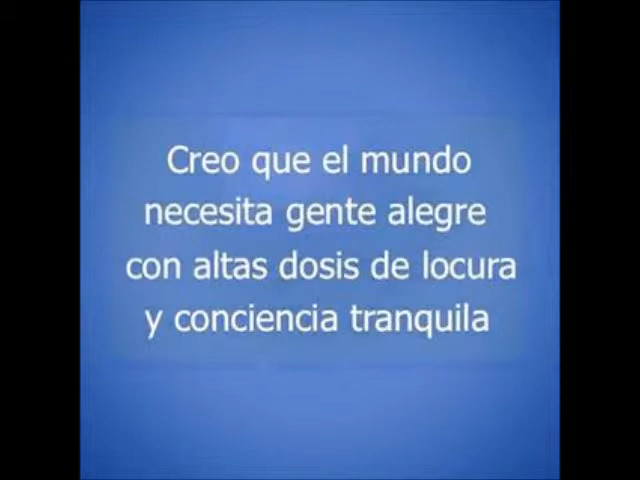 Creo que el mundo
necesita gente alegre
con altas dosis de locura
y conciencia tranquila